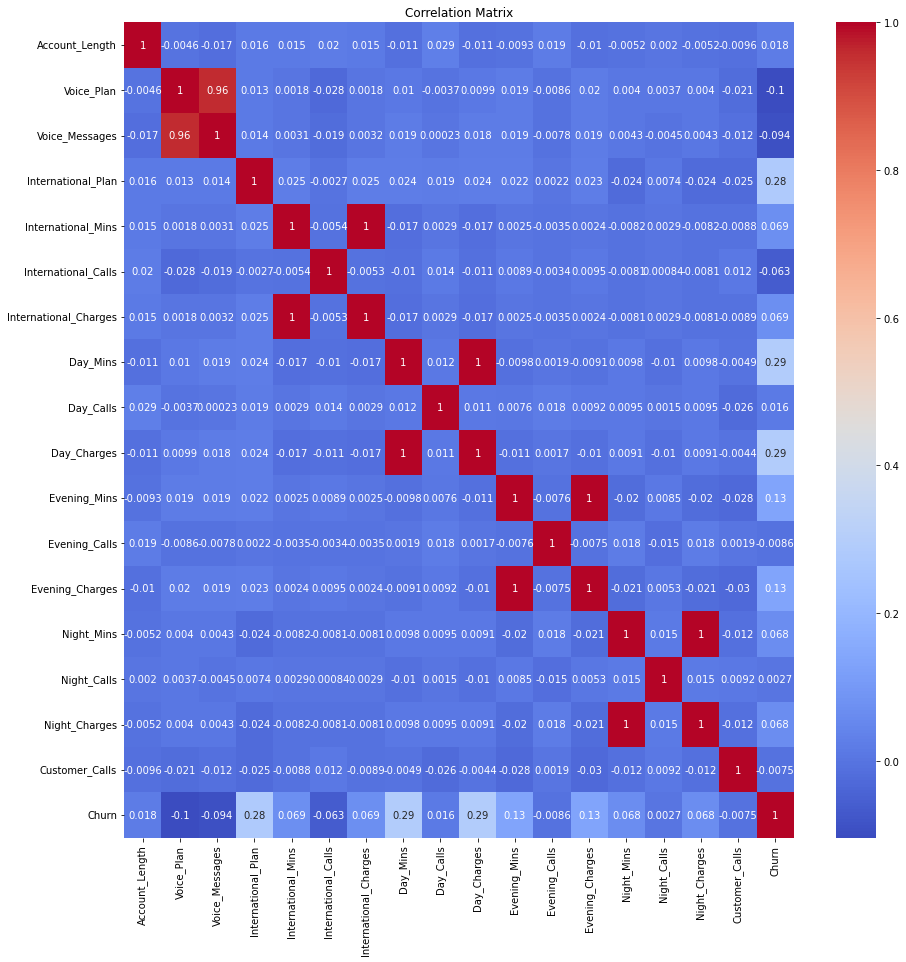 Correlation Matrix
Account_Length 1 -0.0046 -0.017 0.016 0.015 0.02 0.015 -0.011 0.029 -0.011 -0.0093 0.019 -0.01 -0.0052 0.002 -0.0052 -0.0096 0.018
Voice_Plan -0.0046 1 0.96 0.013 0.0018 -0.028 0.0018 0.01 -0.0037 0.0099 0.019 -0.0086 0.02 0.004 0.0037 0.004 -0.021 -0.1
Voice_Messages -0.017 0.96 1 0.014 0.0031 -0.019 0.0032 0.019 0.00023 0.018 0.019 -0.0078 0.019 0.0043 -0.0045 0.0043 -0.012 -0.094
International_Plan 0.016 0.013 0.014 1 0.025 -0.0027 0.025 0.024 0.019 0.024 0.022 0.0022 0.023 -0.024 0.0074 -0.024 -0.025 0.28
International_Mins 0.015 0.0018 0.0031 0.025 1 -0.0054 1 -0.017 0.0029 -0.017 0.0025 -0.0035 0.0024 -0.0082 0.0029 -0.0082 -0.0088 0.069
International_Calls 0.02 -0.028 -0.019 -0.0027 -0.0054 1 -0.0053 -0.01 0.014 -0.011 0.0089 -0.0034 0.0095 -0.0081 0.00084 -0.0081 0.012 -0.063
International_Charges 0.015 0.0018 0.0032 0.025 1 -0.0053 1 -0.017 0.0029 -0.017 0.0025 -0.0035 0.0024 -0.0081 0.0029 -0.0081 -0.0089 0.069
Day_Mins -0.011 0.01 0.019 0.024 -0.017 -0.01 -0.017 1 0.012 1 -0.0098 0.0019 -0.0091 0.0098 -0.01 0.0098 -0.0049 0.29
Day_Calls 0.029 -0.0037 0.00023 0.019 0.0029 0.014 0.0029 0.012 1 0.011 0.0076 0.018 0.0092 0.0095 0.0015 0.0095 -0.026 0.016
Day_Charges -0.011 0.0099 0.018 0.024 -0.017 -0.011 -0.017 1 0.011 1 -0.011 0.0017 -0.01 0.0091 -0.01 0.0091 -0.0044 0.29
Evening_Mins -0.0093 0.019 0.019 0.022 0.0025 0.0089 0.0025 -0.0098 0.0076 -0.011 1 -0.0076 1 -0.02 0.0085 -0.02 -0.028 0.13
Evening_Calls 0.019 -0.0086 -0.0078 0.0022 -0.0035 -0.0034 -0.0035 0.0019 0.018 0.0017 -0.0076 1 -0.0075 0.018 -0.015 0.018 0.0019 -0.0086
Evening_Charges -0.01 0.02 0.019 0.023 0.0024 0.0095 0.0024 -0.0091 0.0092 -0.01 1 -0.0075 1 -0.021 0.0053 -0.021 -0.03 0.13
Night_Mins -0.0052 0.004 0.0043 -0.024 -0.0082 -0.0081 -0.0081 0.0098 0.0095 0.0091 -0.02 0.018 -0.021 1 0.015 1 -0.012 0.068
Night_Calls 0.002 0.0037 -0.0045 0.0074 0.0029 0.00084 0.0029 -0.01 0.0015 -0.01 0.0085 -0.015 0.0053 0.015 1 0.015 0.0092 0.0027
Night_Charges -0.0052 0.004 0.0043 -0.024 -0.0082 -0.0081 -0.0081 0.0098 0.0095 0.0091 -0.02 0.018 -0.021 1 0.015 1 -0.012 0.068
Customer_Calls -0.0096 -0.021 -0.012 -0.025 -0.0088 0.012 -0.0089 -0.0049 -0.026 -0.0044 -0.028 0.0019 -0.03 -0.012 0.0092 -0.012 1 -0.0075
Churn 0.018 -0.1 -0.094 0.28 0.069 -0.063 0.069 0.29 0.016 0.29 0.13 -0.0086 0.13 0.068 0.0027 0.068 -0.0075 1
Account_Length Voice_Plan Voice_Messages International_Plan International_Mins International_Calls International_Charges Day_Mins Day_Calls Day_Charges Evening_Mins Evening_Calls Evening_Charges Night_Mins Night_Calls Night_Charges Customer_Calls Churn
1.0
0.8
0.6
0.4
0.2
0.0